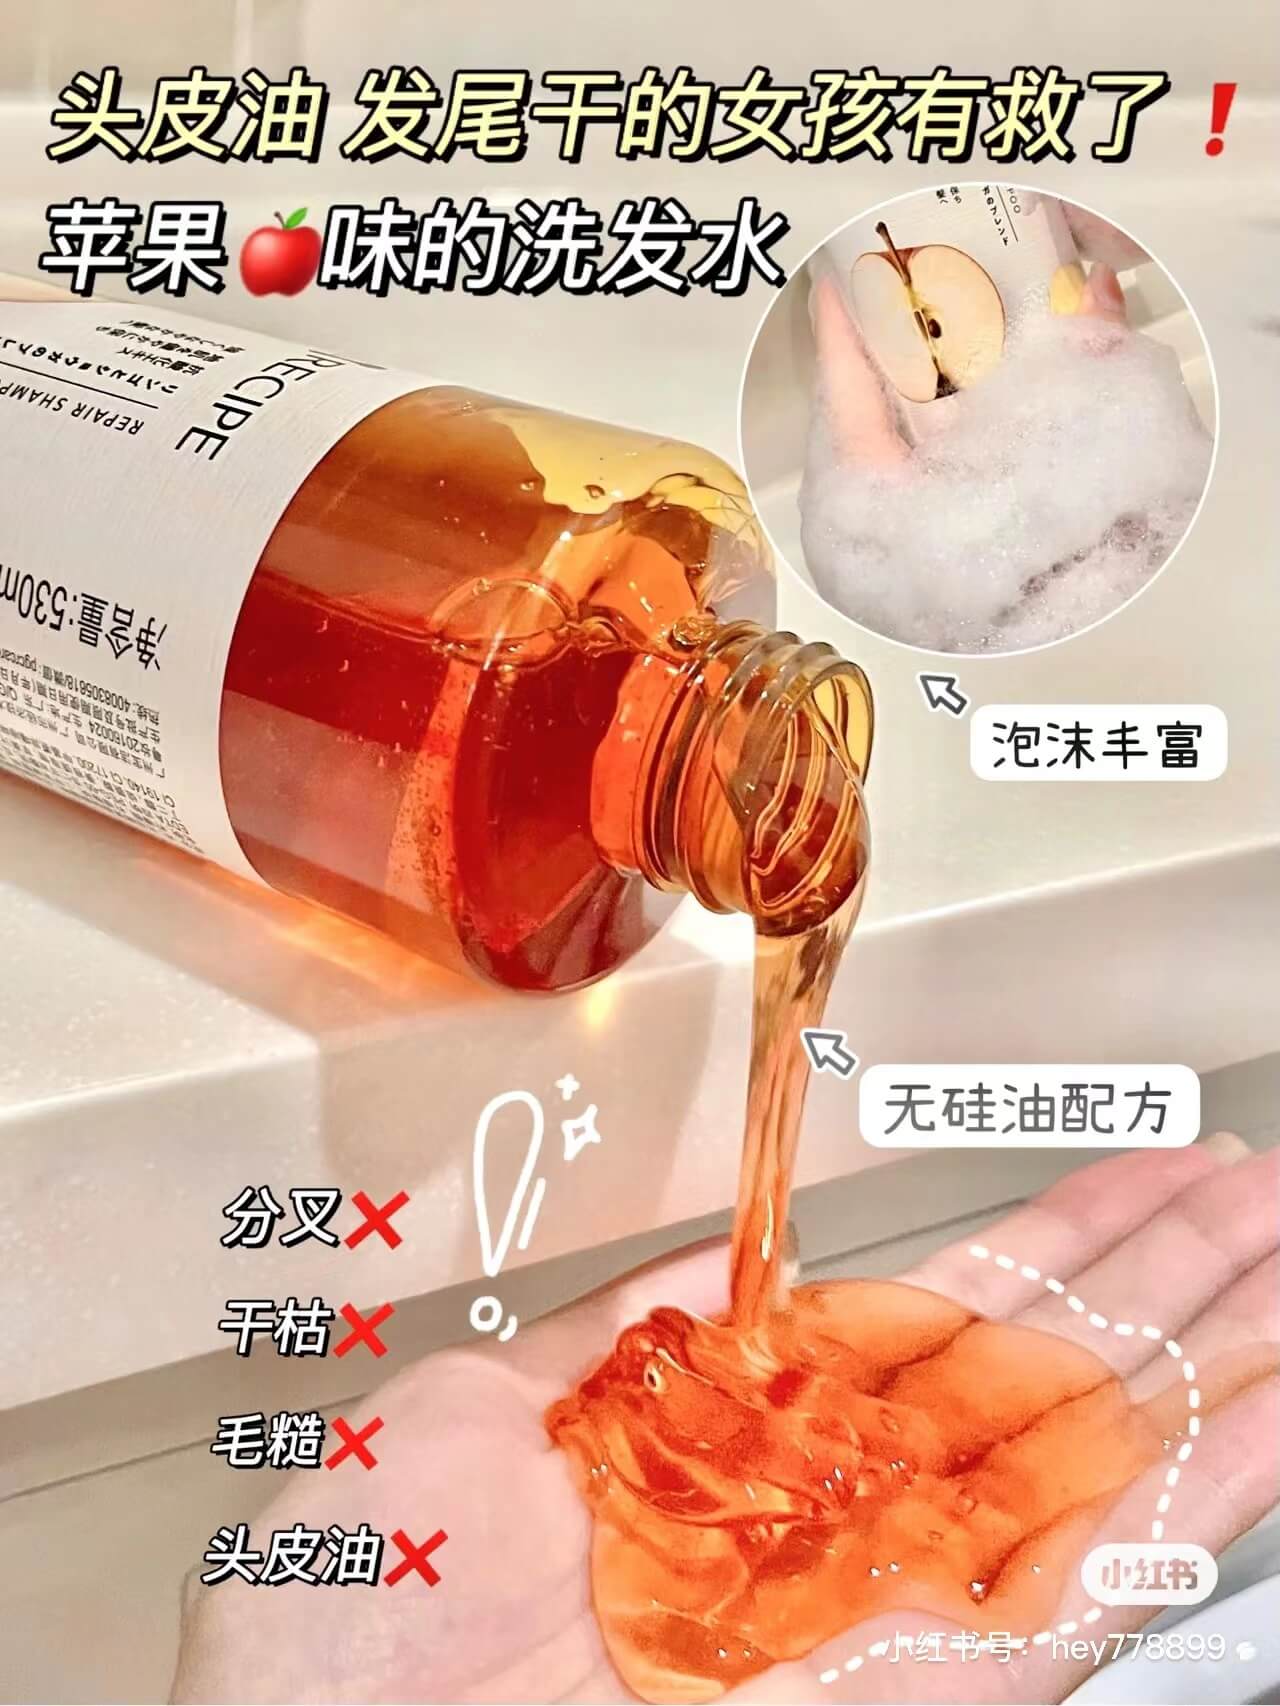 头皮油 发尾干的女孩有救了❗
苹果🍎味的洗发水
RECIPE
REPAIR SHAMP
净含量:530m
泡沫丰富
无硅油配方
分叉❌
干枯❌
毛糙❌
头皮油❌
小红书
小红书号：hey778899